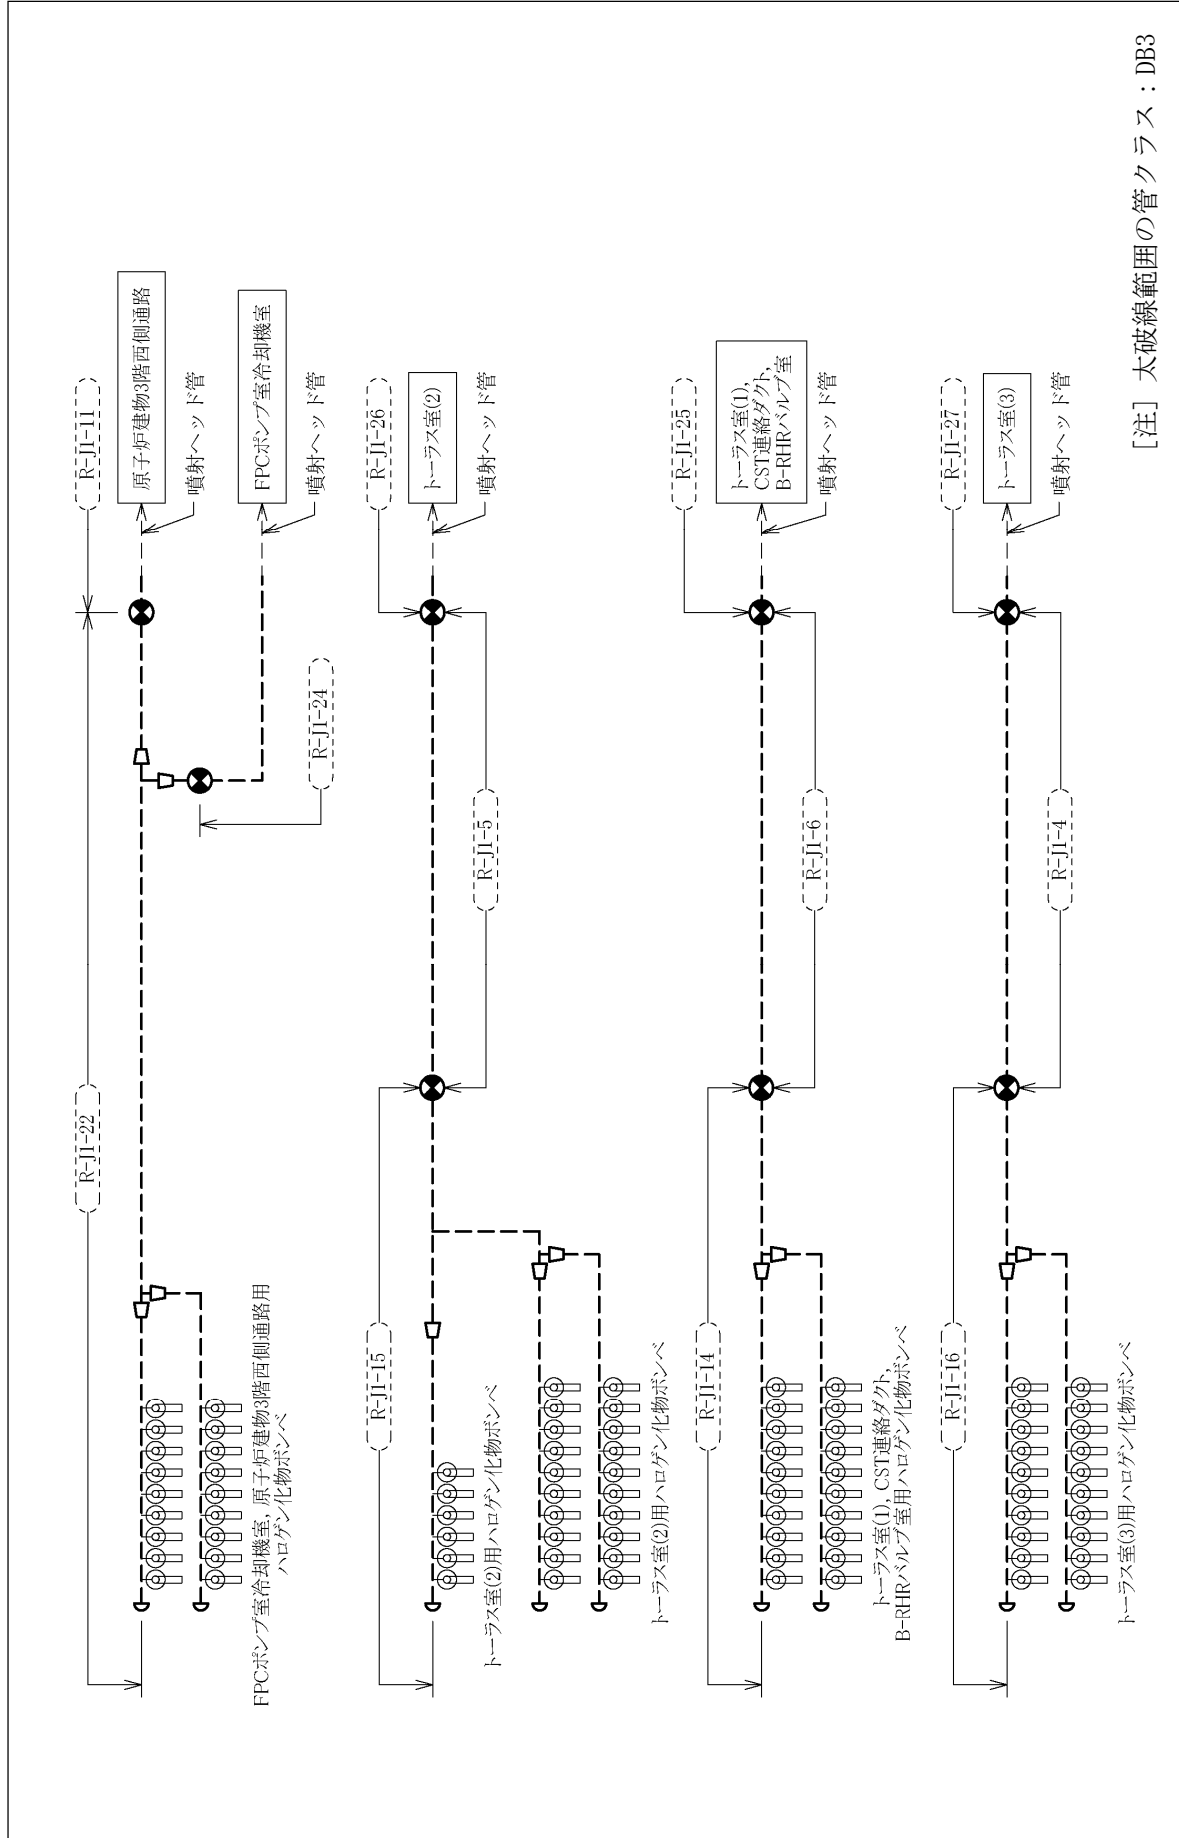 R-J1-22
R-J1-11
原子炉建物3階西側通路
噴射ヘッド管
FPCポンプ室冷却機室
噴射ヘッド管
R-J1-24
FPCポンプ室冷却機室, 原子炉建物3階西側通路用
ハロゲン化物ボンベ
R-J1-15
R-J1-26
トーラス室(2)
噴射ヘッド管
R-J1-5
トーラス室(2)用ハロゲン化物ボンベ
トーラス室(2)用ハロゲン化物ボンベ
R-J1-14
R-J1-25
トーラス室(1),
CST連絡ダクト,
B-RHRバルブ室
噴射ヘッド管
R-J1-6
トーラス室(1), CST連絡ダクト,
B-RHRバルブ室用ハロゲン化物ボンベ
R-J1-16
R-J1-27
トーラス室(3)
噴射ヘッド管
R-J1-4
トーラス室(3)用ハロゲン化物ボンベ
[注] 太破線範囲の管クラス：DB3